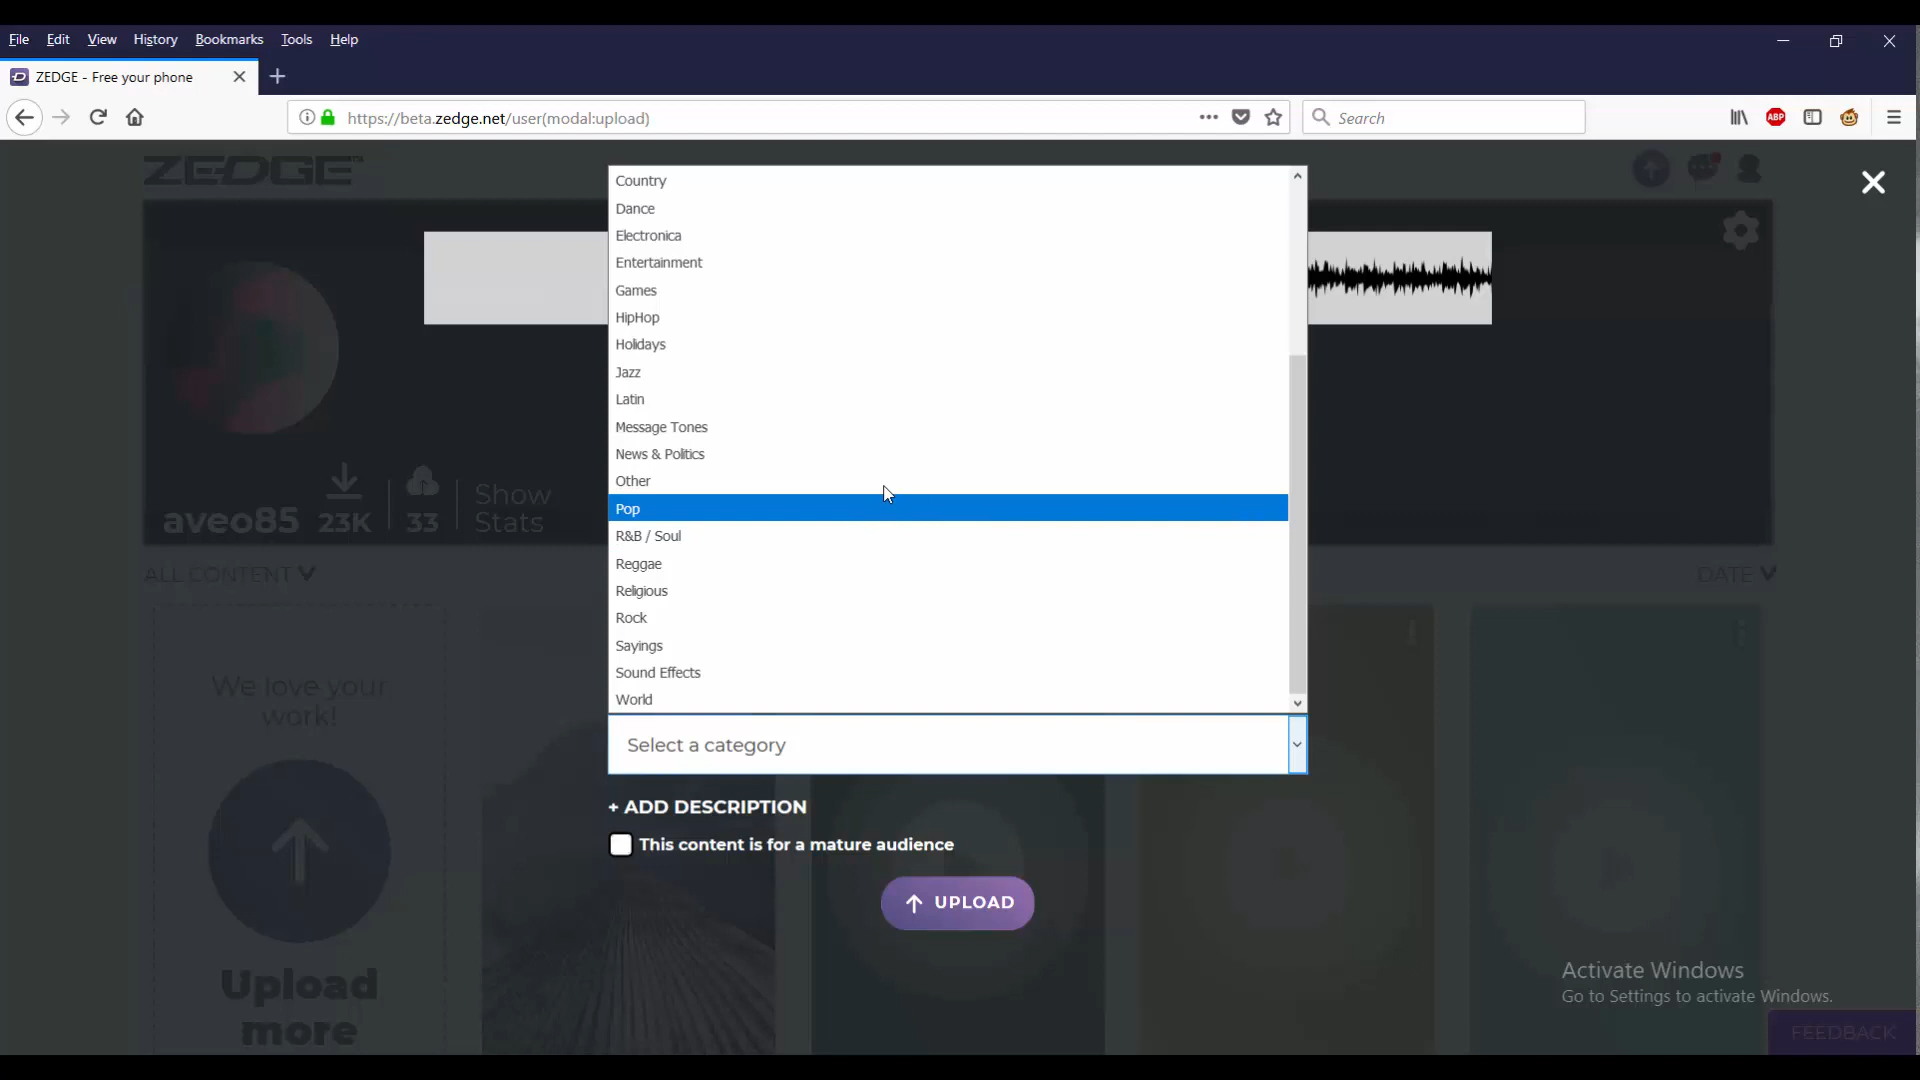 File Edit View History Bookmarks Tools Help
ZEDGE - Free your phone
https://beta.zedge.net/user(modal:upload)
Search
ABP
ZEDGE™
Country
Dance
Electronica
Entertainment
Games
HipHop
Holidays
Jazz
Latin
Message Tones
News & Politics
Other
Pop
R&B / Soul
Reggae
Religious
Rock
Sayings
Sound Effects
World
Select a category
+ ADD DESCRIPTION
This content is for a mature audience
UPLOAD
aveo85
23K
33
Show
Stats
ALL CONTENT
DATE
We love your
work!
Upload
more
Activate Windows
Go to Settings to activate Windows.
FEEDBACK